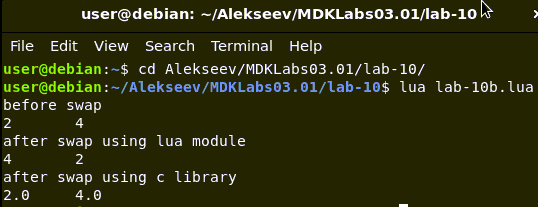 user@debian: ~/Alekseev/MDKLabs03.01/lab-10
File Edit View Search Terminal Help
user@debian:~$ cd Alekseev/MDKLabs03.01/lab-10/
user@debian:~/Alekseev/MDKLabs03.01/lab-10$ lua lab-10b.lua
before swap
2 4
after swap using lua module
4 2
after swap using c library
2.0 4.0